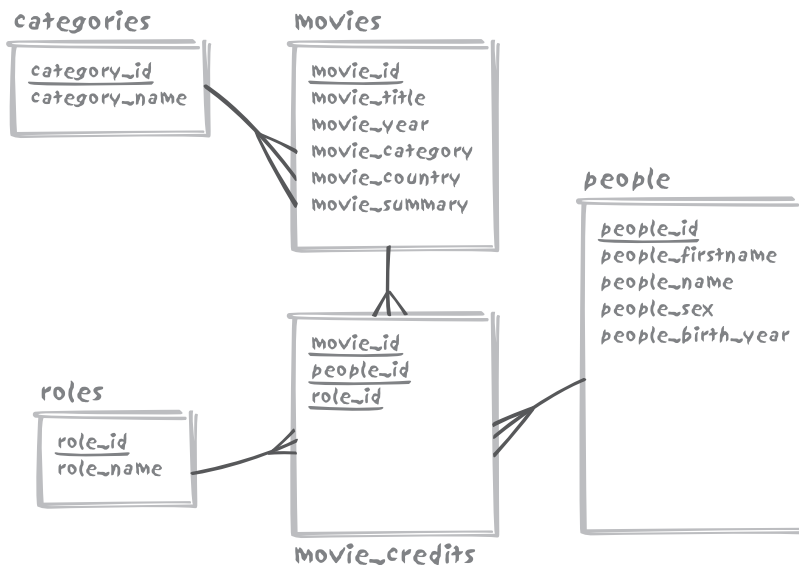 categories
category_id
category_name
movies
movie_id
movie_title
movie_year
movie_category
movie_country
movie_summary
people
people_id
people_firstname
people_name
people_sex
people_birth_year
roles
role_id
role_name
movie_id
people_id
role_id
movie_credits